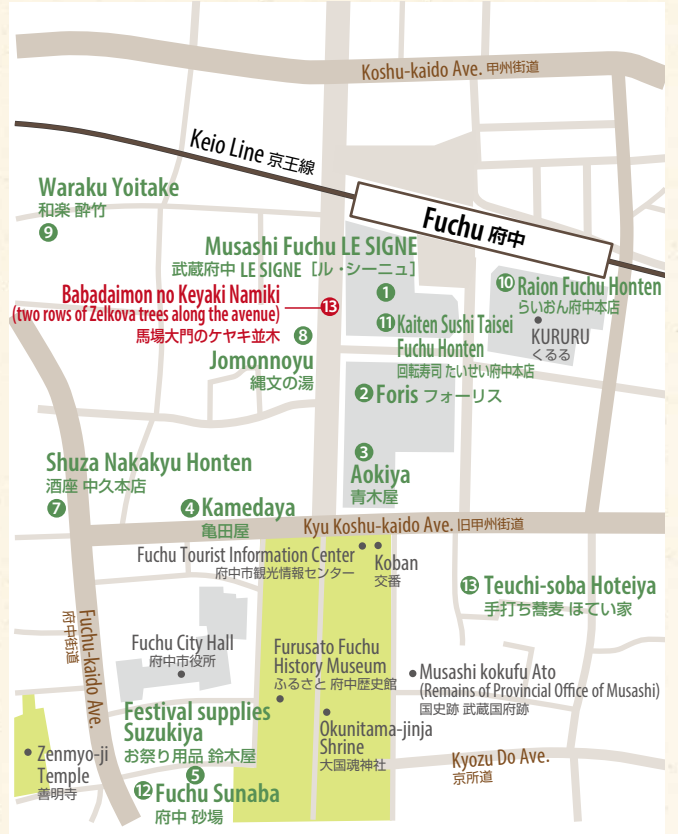 Koshu-kaido Ave. 甲州街道
Keio Line 京王線
Fuchu 府中
Waraku Yoitake
和楽 酔竹
9
Musashi Fuchu LE SIGNE
武蔵府中 LE SIGNE［ル・シーニュ］
1
Babadaimon no Keyaki Namiki
(two rows of Zelkova trees along the avenue)
馬場大門のケヤキ並木
13
8
Jomonnoyu
縄文の湯
10 Raion Fuchu Honten
らいおん府中本店
KURURU
くるる
11 Kaiten Sushi Taisei
Fuchu Honten
回転寿司 たいせい府中本店
2 Foris フォーリス
3
Aokiya
青木屋
Shuza Nakakyu Honten
酒座 中久本店
7
4 Kamedaya
亀田屋
Kyu Koshu-kaido Ave. 旧甲州街道
Fuchu Tourist Information Center
府中市観光情報センター
Koban
交番
13 Teuchi-soba Hoteiya
手打ち蕎麦 ほてい家
Fuchu-kaido Ave.
府中街道
Fuchu City Hall
府中市役所
Furusato Fuchu
History Museum
ふるさと 府中歴史館
Musashi kokufu Ato
(Remains of Provincial Office of Musashi)
国史跡 武蔵国府跡
Okunitama-jinja
Shrine
大国魂神社
Festival supplies
Suzukiya
お祭り用品 鈴木屋
5
Zenmyo-ji
Temple
善明寺
12 Fuchu Sunaba
府中 砂場
Kyozu Do Ave.
京所道